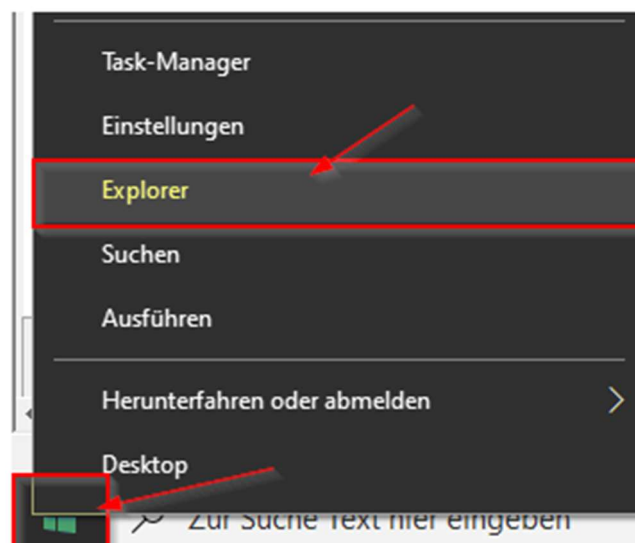 Task-Manager
Einstellungen
Explorer
Suchen
Ausführen
Herunterfahren oder abmelden
Desktop
Zur Suche Text hier eingeben